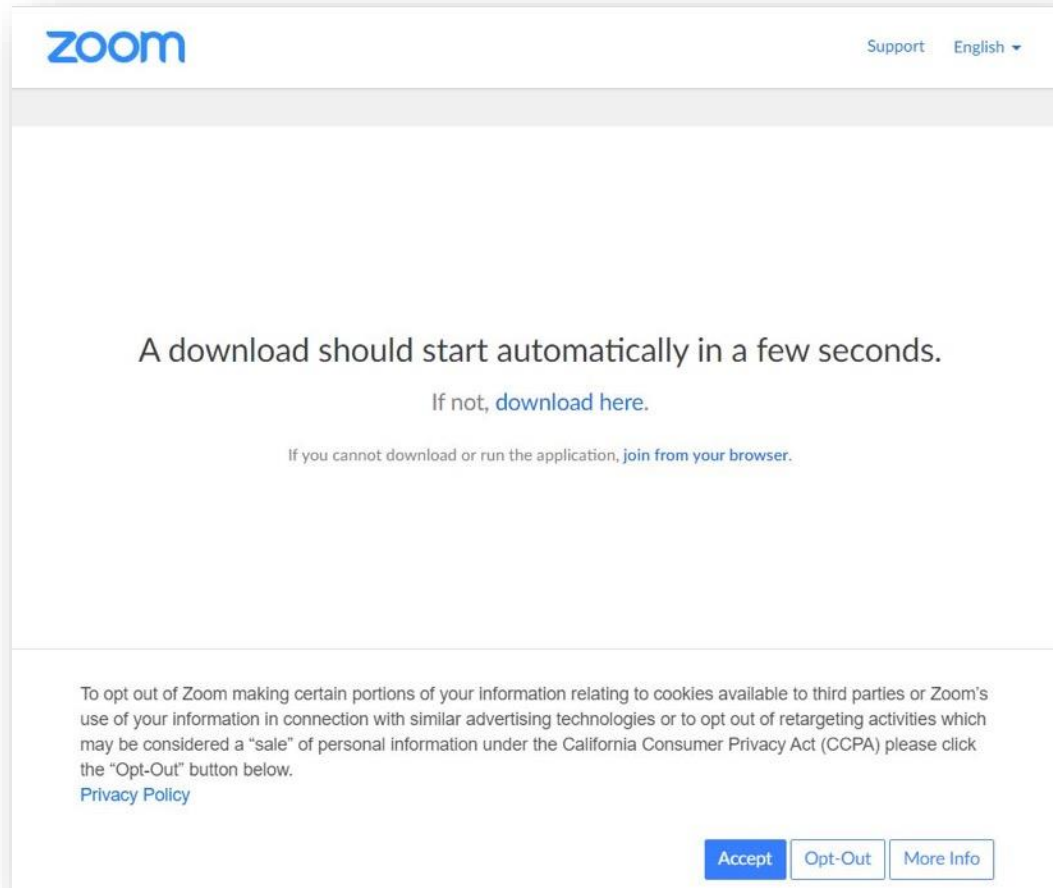 zoom
Support English
A download should start automatically in a few seconds.
If not, download here.
If you cannot download or run the application, join from your browser.
To opt out of Zoom making certain portions of your information relating to cookies available to third parties or Zoom’s
use of your information in connection with similar advertising technologies or to opt out of retargeting activities which
may be considered a “sale” of personal information under the California Consumer Privacy Act (CCPA) please click
the “Opt-Out” button below.
Privacy Policy
Accept Opt-Out More Info